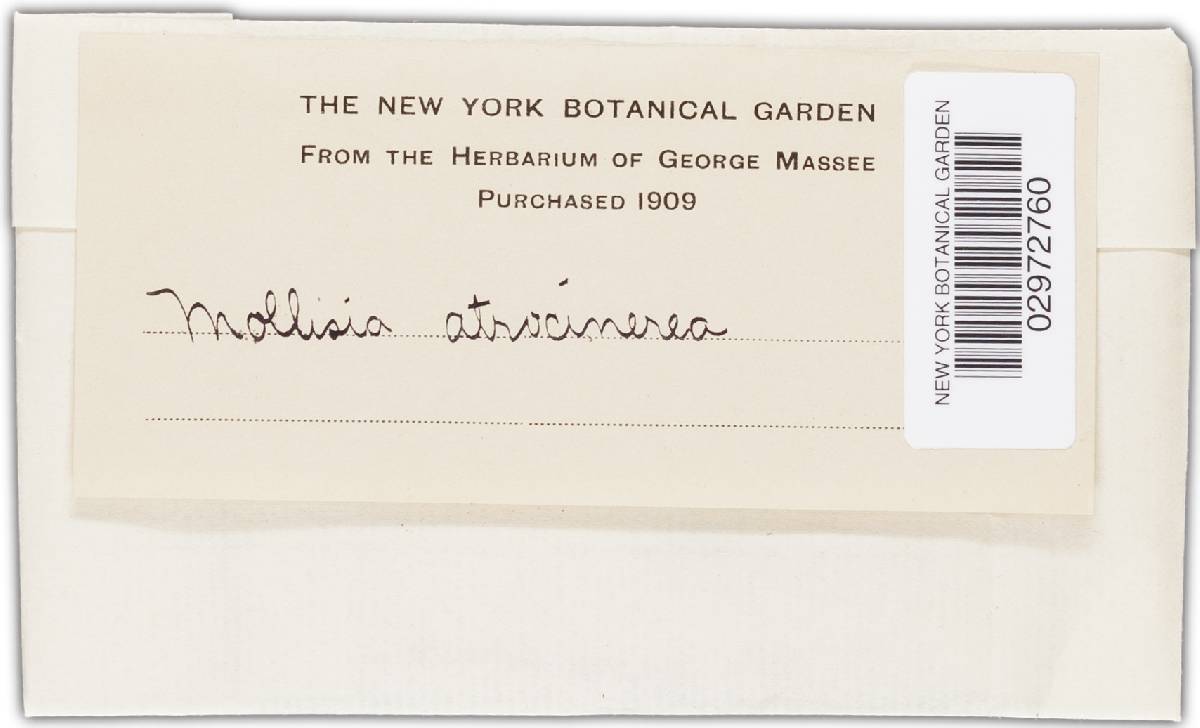 THE NEW YORK BOTANICAL GARDEN
FROM THE HERBARIUM OF GEORGE MASSEE
PURCHASED 1909
Mollisia atrocinerea
NEW YORK BOTANICAL GARDEN
02972760